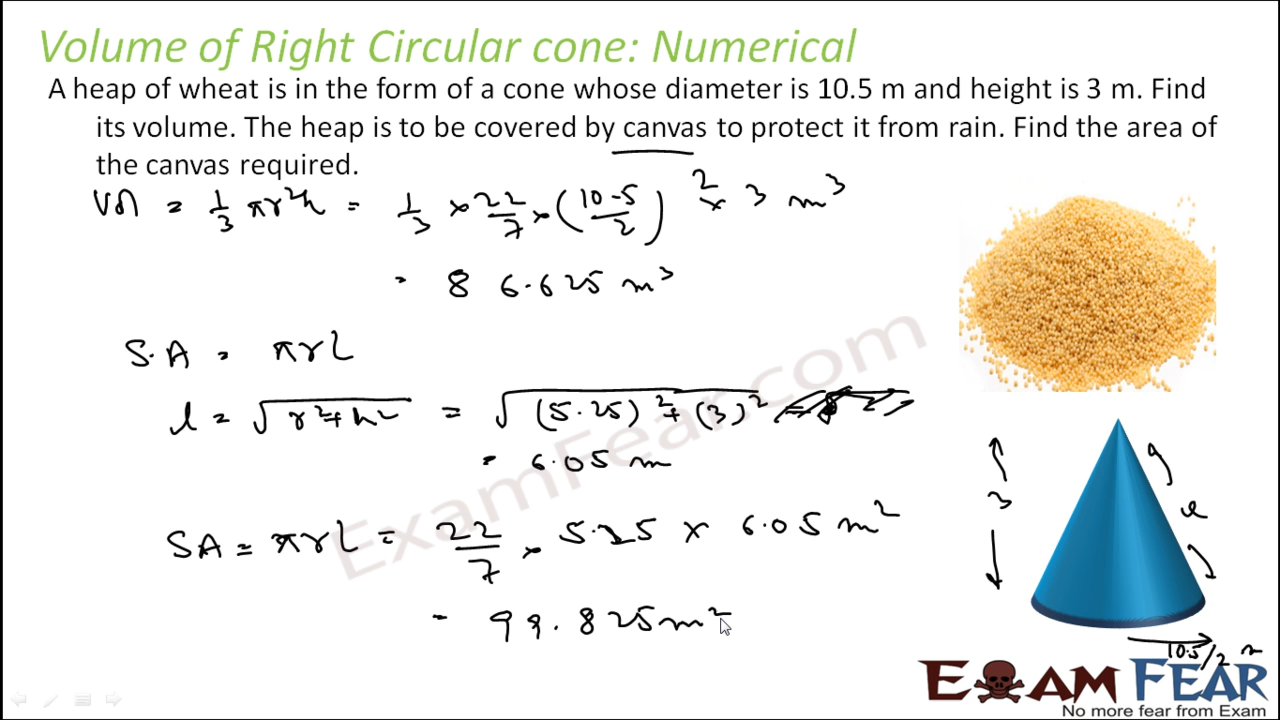 Volume of Right Circular cone: Numerical
A heap of wheat is in the form of a cone whose diameter is 10.5 m and height is 3 m. Find
its volume. The heap is to be covered by canvas to protect it from rain. Find the area of
the canvas required.
Vol = 1/3 πr²h = 1/3 × 22/7 × (10.5/2)² × 3 m³
= 86.625 m³
S.A = πrl
l = √(r²+h²) = √((5.25)²+(3)²)
= 6.05 m
SA = πrl = 22/7 × 5.25 × 6.05 m²
= 99.825 m²
3
l
10.5/2 m
ExamFear.com
EXAM FEAR
No more fear from Exam